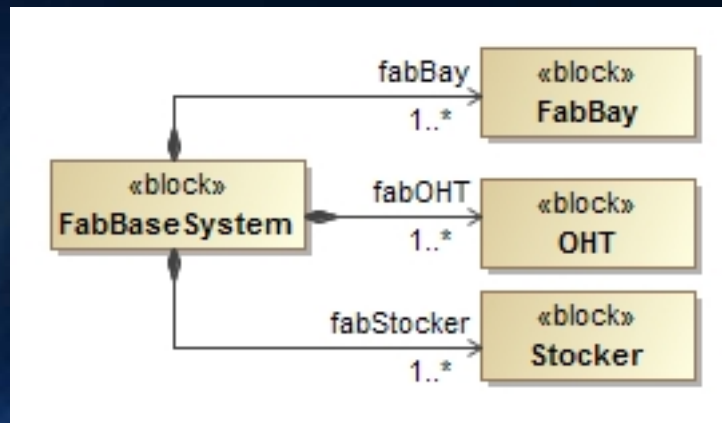 fabBay
1..*
«block»
FabBay
«block»
FabBaseSystem
fabOHT
1..*
«block»
OHT
fabStocker
1..*
«block»
Stocker